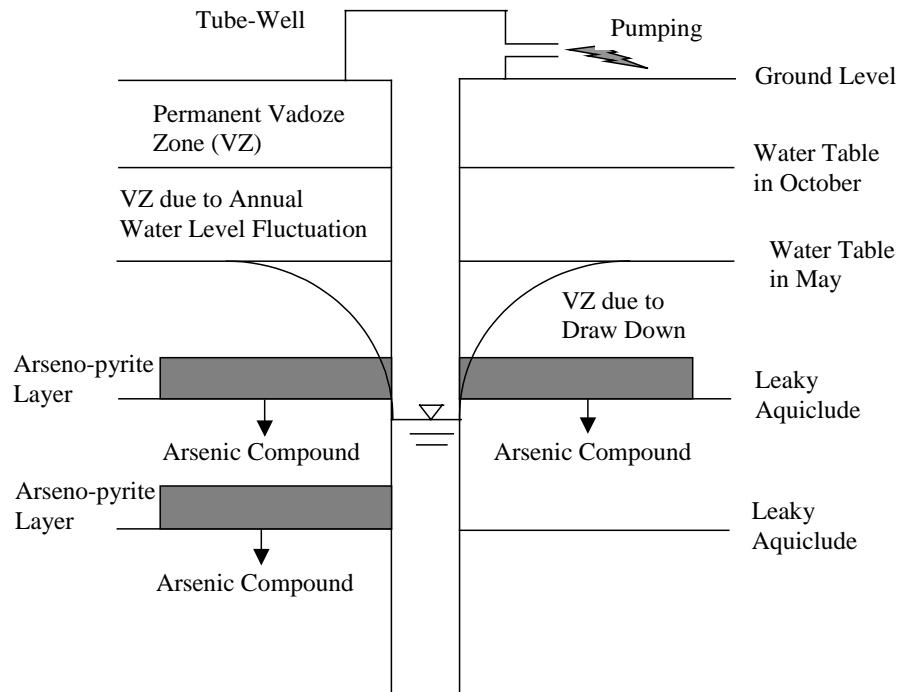 Tube-Well
Pumping
Ground Level
Permanent Vadoze
Zone (VZ)
Water Table
in October
VZ due to Annual
Water Level Fluctuation
Water Table
in May
VZ due to
Draw Down
Arseno-pyrite
Layer
Leaky
Aquiclude
Arsenic Compound
Arsenic Compound
Arseno-pyrite
Layer
Leaky
Aquiclude
Arsenic Compound